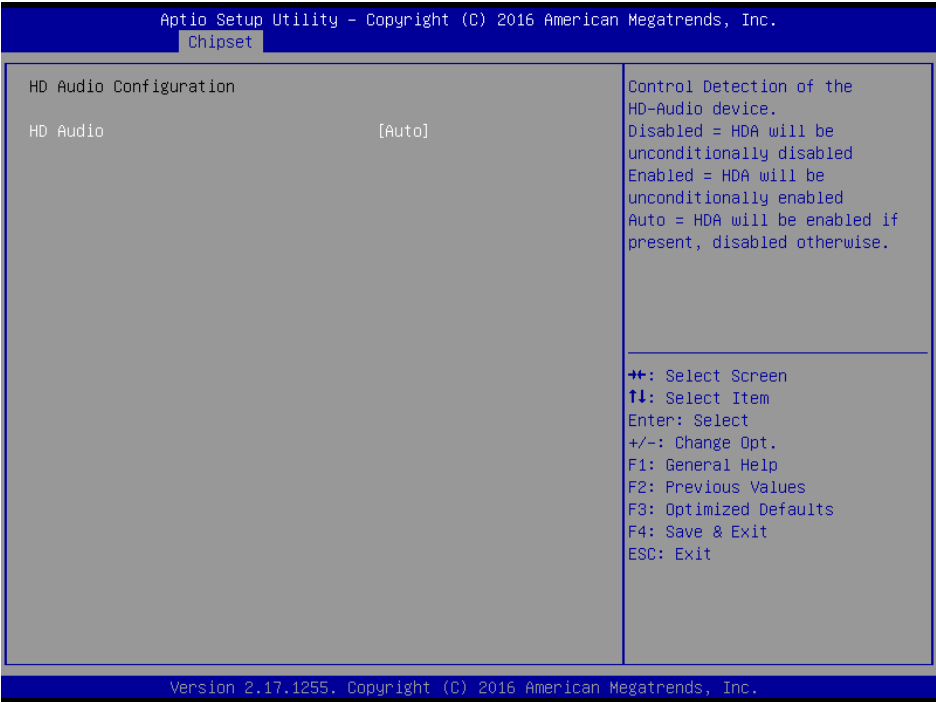 Aptio Setup Utility – Copyright (C) 2016 American Megatrends, Inc.
Chipset
HD Audio Configuration
HD Audio [Auto]
Control Detection of the
HD-Audio device.
Disabled = HDA will be
unconditionally disabled
Enabled = HDA will be
unconditionally enabled
Auto = HDA will be enabled if
present, disabled otherwise.
→←: Select Screen
↑↓: Select Item
Enter: Select
+/-: Change Opt.
F1: General Help
F2: Previous Values
F3: Optimized Defaults
F4: Save & Exit
ESC: Exit
Version 2.17.1255. Copyright (C) 2016 American Megatrends, Inc.